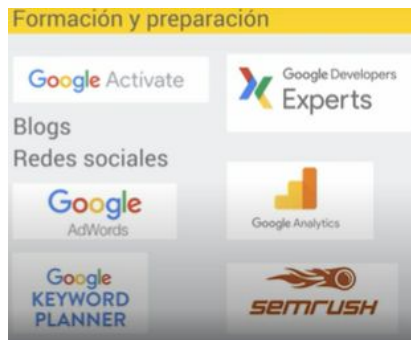 Formación y preparación
Google Activate
Google Developers
Experts
Blogs
Redes sociales
Google
AdWords
Google Analytics
Google
KEYWORD
PLANNER
semrush